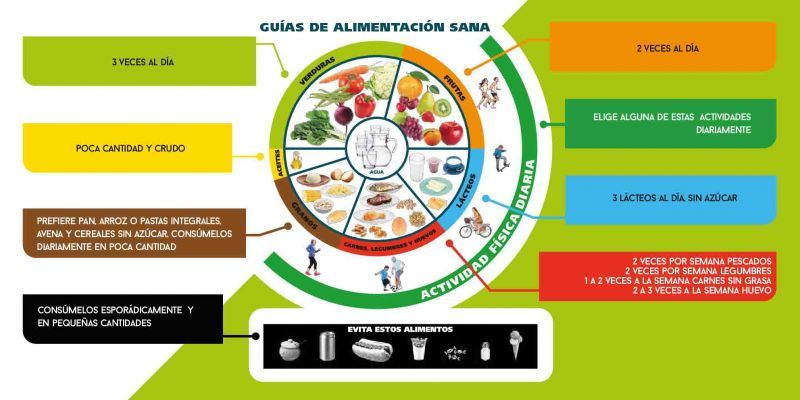 GUÍAS DE ALIMENTACIÓN SANA
3 VECES AL DÍA
2 VECES AL DÍA
VERDURAS
FRUTAS
ELIGE ALGUNA DE ESTAS ACTIVIDADES
DIARIAMENTE
POCA CANTIDAD Y CRUDO
ACEITES
AGUA
LÁCTEOS
3 LÁCTEOS AL DÍA, SIN AZÚCAR
PREFIERE PAN, ARROZ O PASTAS INTEGRALES,
AVENA Y CEREALES SIN AZÚCAR, CONSÚMELOS
DIARIAMENTE EN POCA CANTIDAD
GRANOS
CARNES, LEGUMBRES Y HUEVOS
ACTIVIDAD FÍSICA DIARIA
2 VECES POR SEMANA PESCADOS
2 VECES POR SEMANA LEGUMBRES
1 A 2 VECES A LA SEMANA CARNES SIN GRASA
2 A 3 VECES A LA SEMANA HUEVO
CONSÚMELOS ESPORÁDICAMENTE Y
EN PEQUEÑAS CANTIDADES
EVITA ESTOS ALIMENTOS